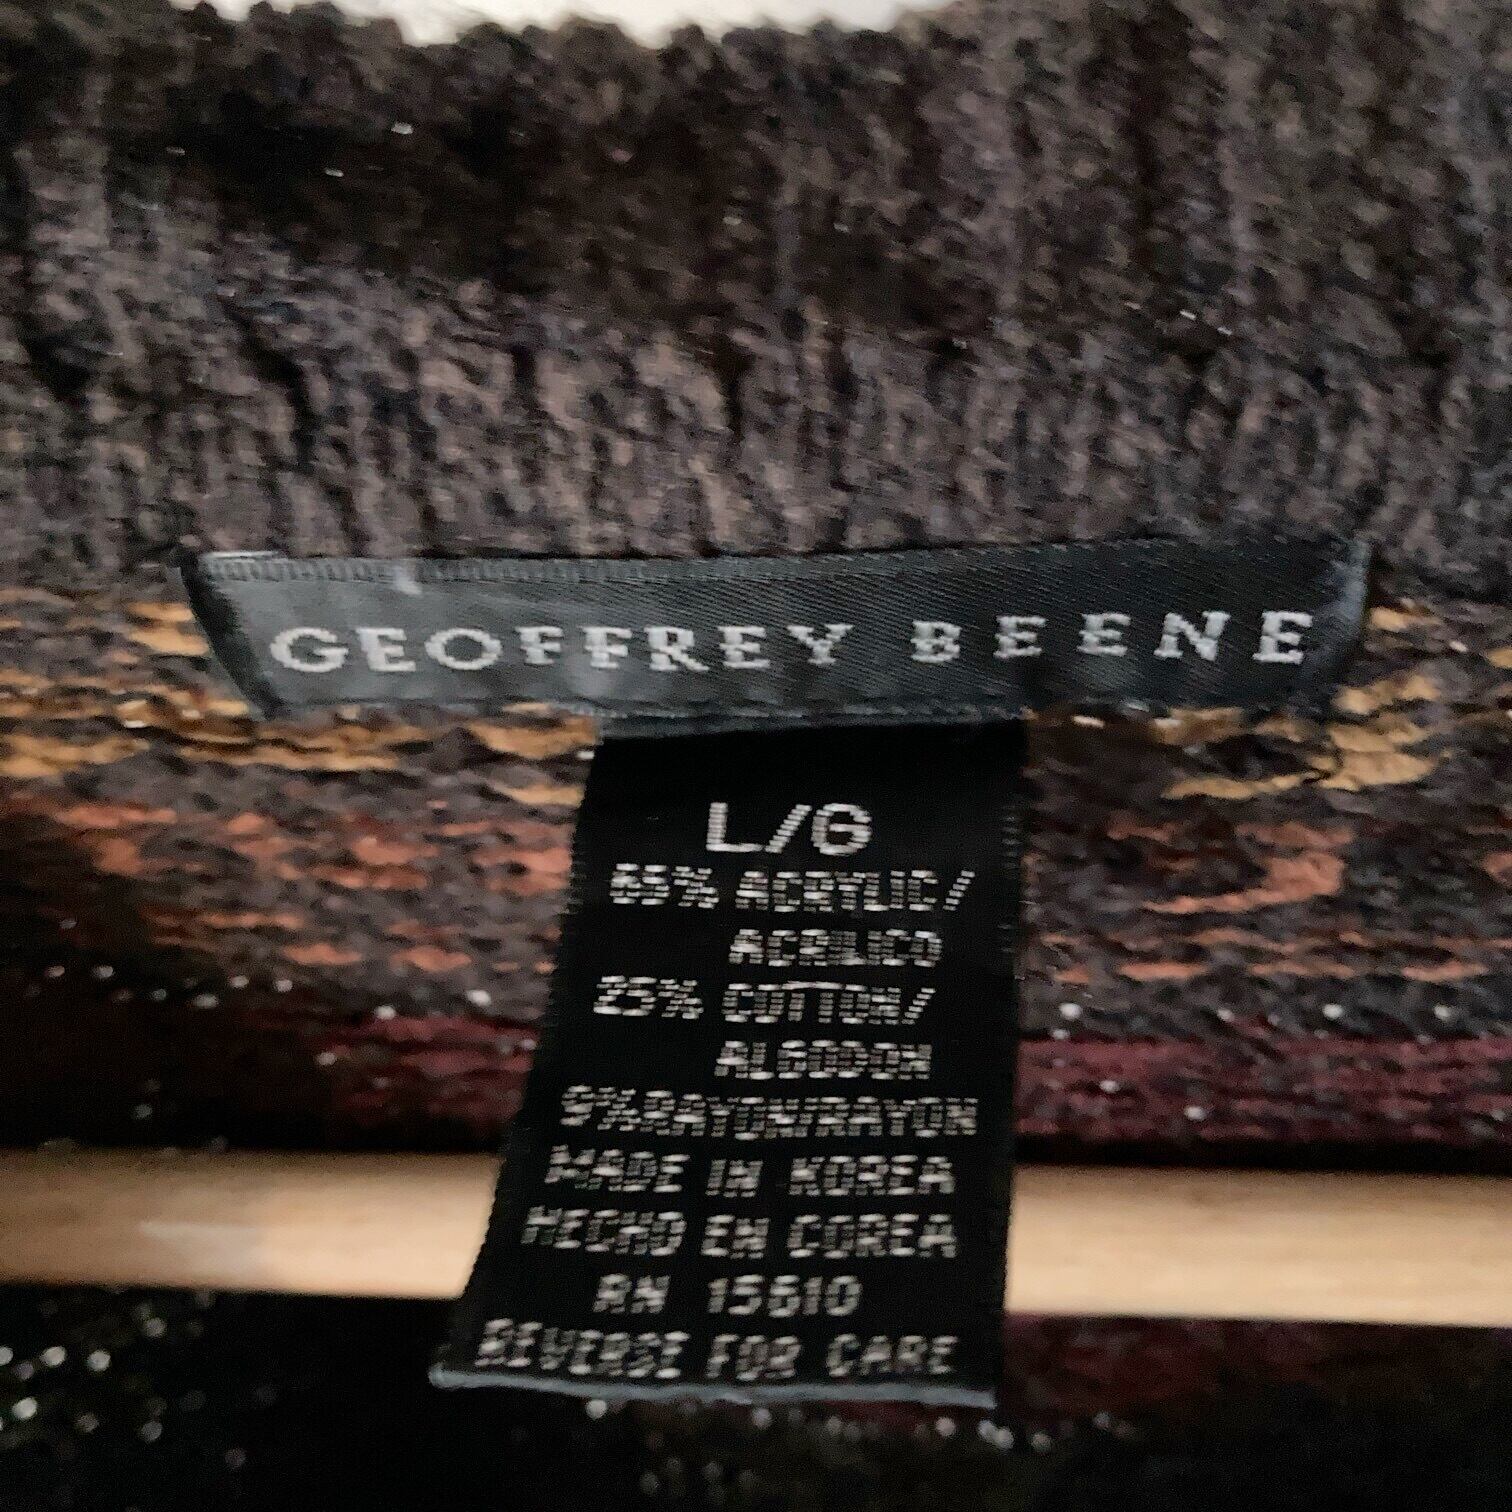 GEOFFREY BEENE
L/G
65% ACRYLIC/
ACRILICO
25% COTTON/
ALGODON
9%RAYON/RAYON
MADE IN KOREA
HECHO EN COREA
RN 15610
REVERSE FOR CARE